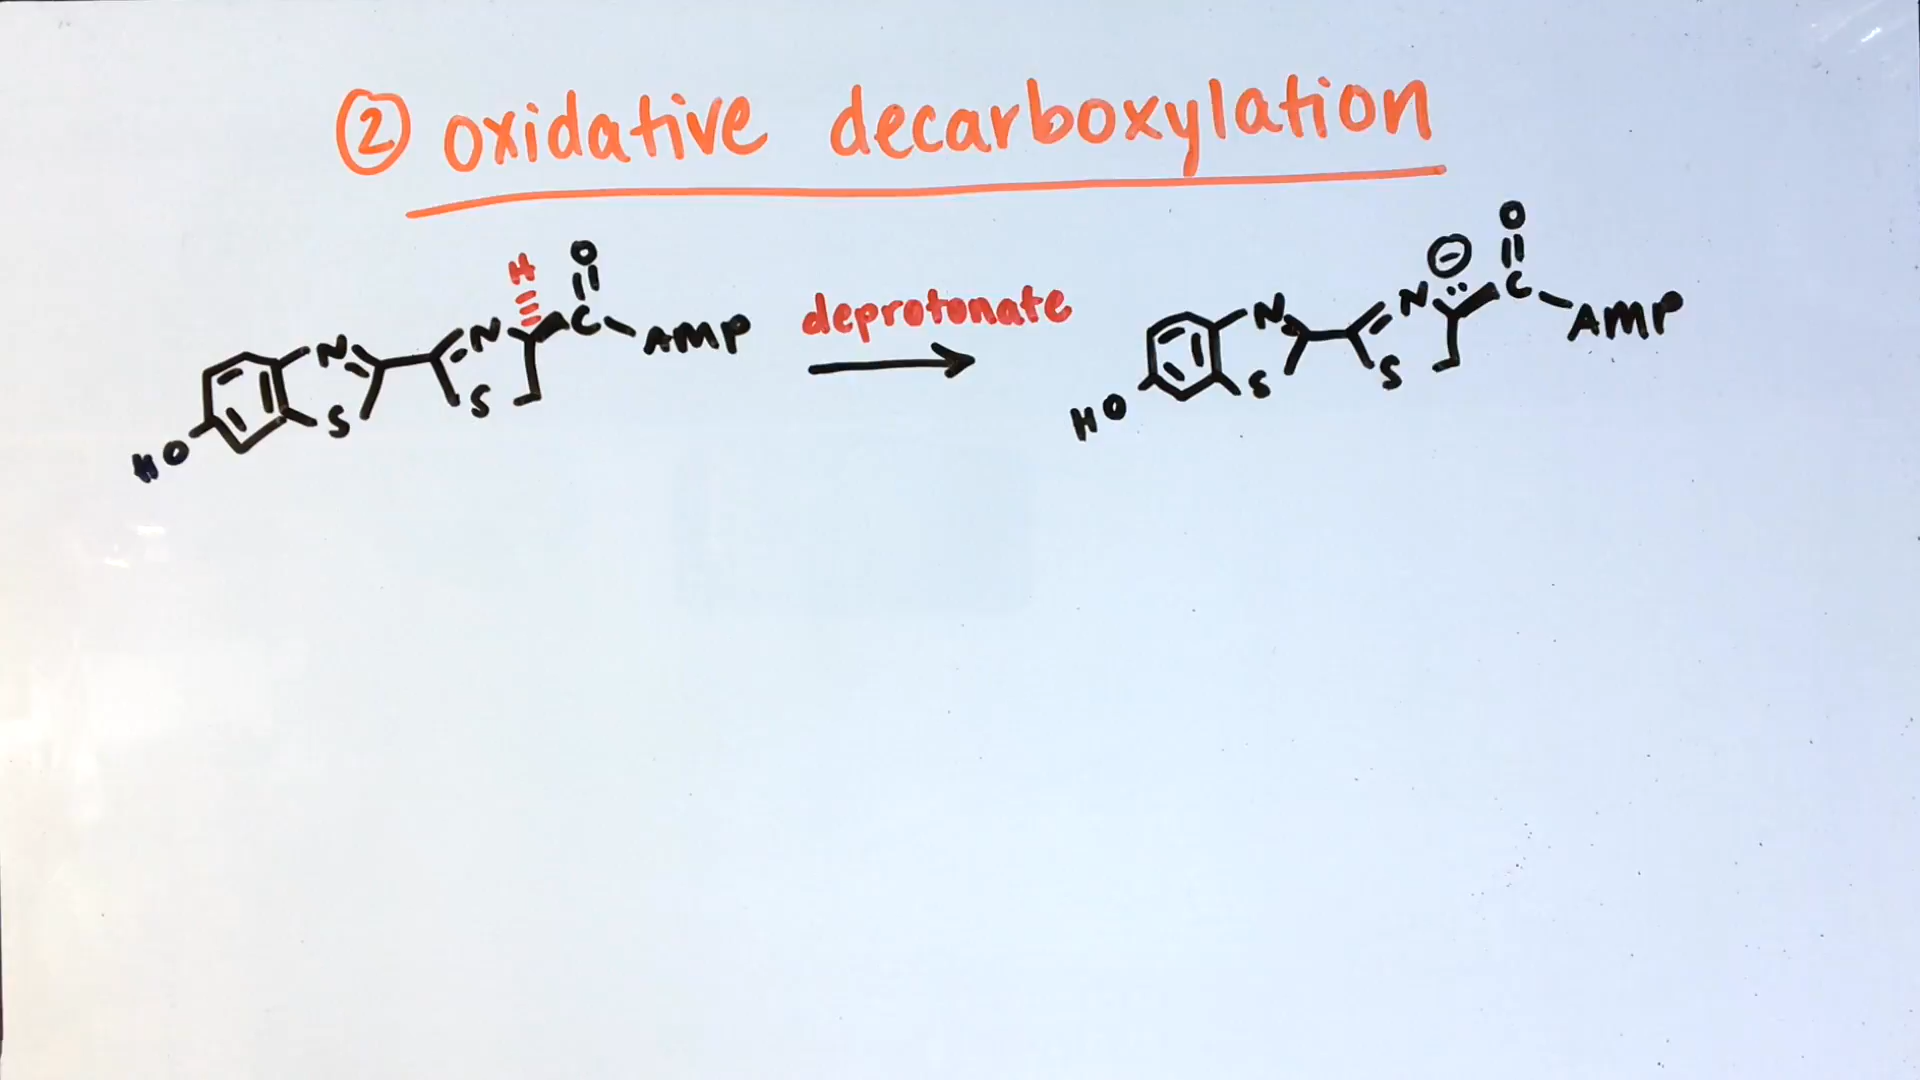 ② oxidative decarboxylation
H O
N N C AMP
HO S S
deprotonate
⊖ O
N N C AMP
HO S S